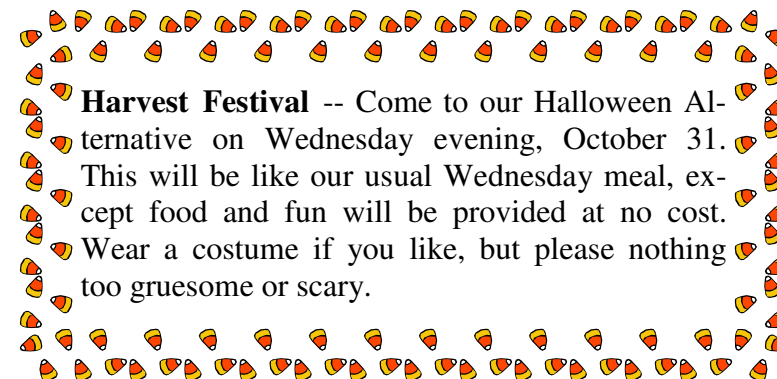 Harvest Festival -- Come to our Halloween Al-
ternative on Wednesday evening, October 31.
This will be like our usual Wednesday meal, ex-
cept food and fun will be provided at no cost.
Wear a costume if you like, but please nothing
too gruesome or scary.